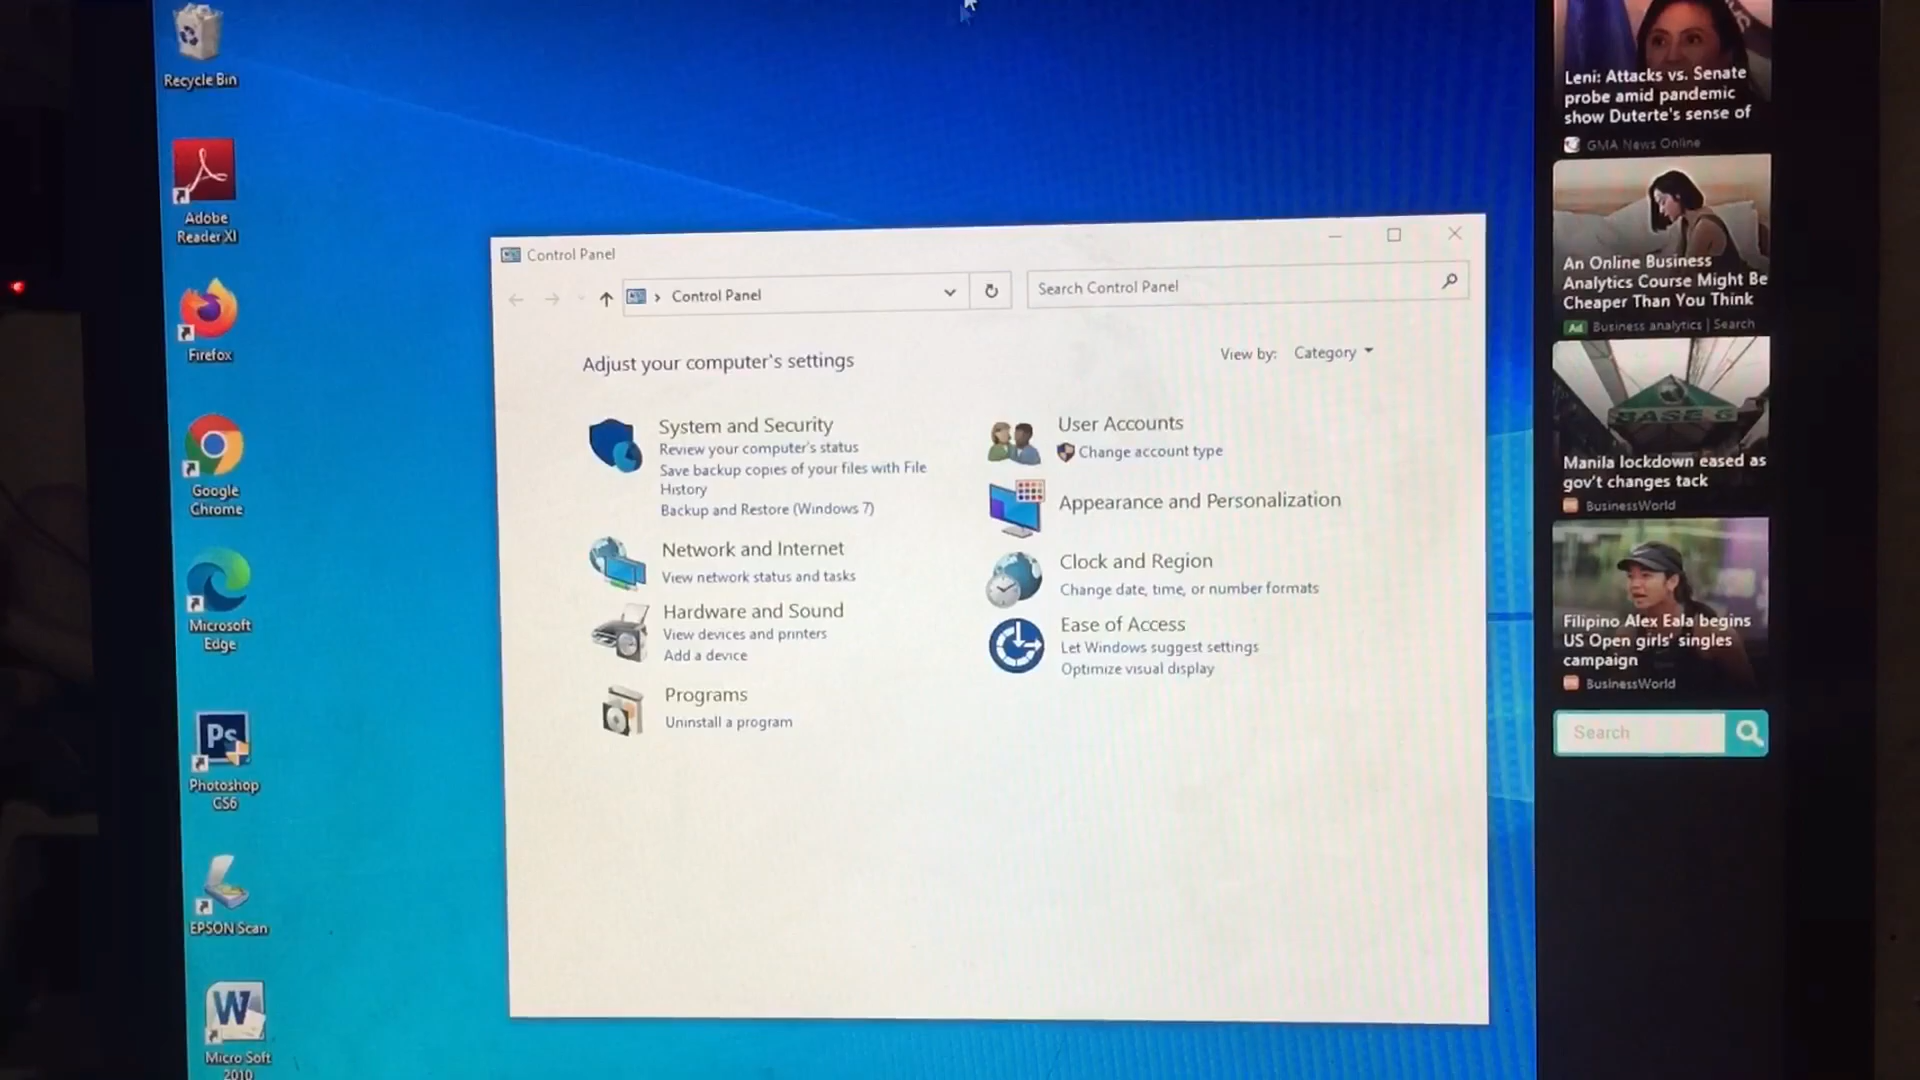 Recycle Bin
Adobe
Reader XI
Firefox
Google
Chrome
Microsoft
Edge
Ps
Photoshop
CS6
EPSON Scan
W
Micro Soft
2010
Control Panel
Control Panel
Search Control Panel
Adjust your computer's settings
View by: Category
System and Security
Review your computer's status
Save backup copies of your files with File
History
Backup and Restore (Windows 7)
Network and Internet
View network status and tasks
Hardware and Sound
View devices and printers
Add a device
Programs
Uninstall a program
User Accounts
Change account type
Appearance and Personalization
Clock and Region
Change date, time, or number formats
Ease of Access
Let Windows suggest settings
Optimize visual display
Leni: Attacks vs. Senate
probe amid pandemic
show Duterte's sense of
GMA News Online
An Online Business
Analytics Course Might Be
Cheaper Than You Think
Ad Business analytics | Search
BASE G
Manila lockdown eased as
gov't changes tack
BusinessWorld
Filipino Alex Eala begins
US Open girls' singles
campaign
BusinessWorld
Search